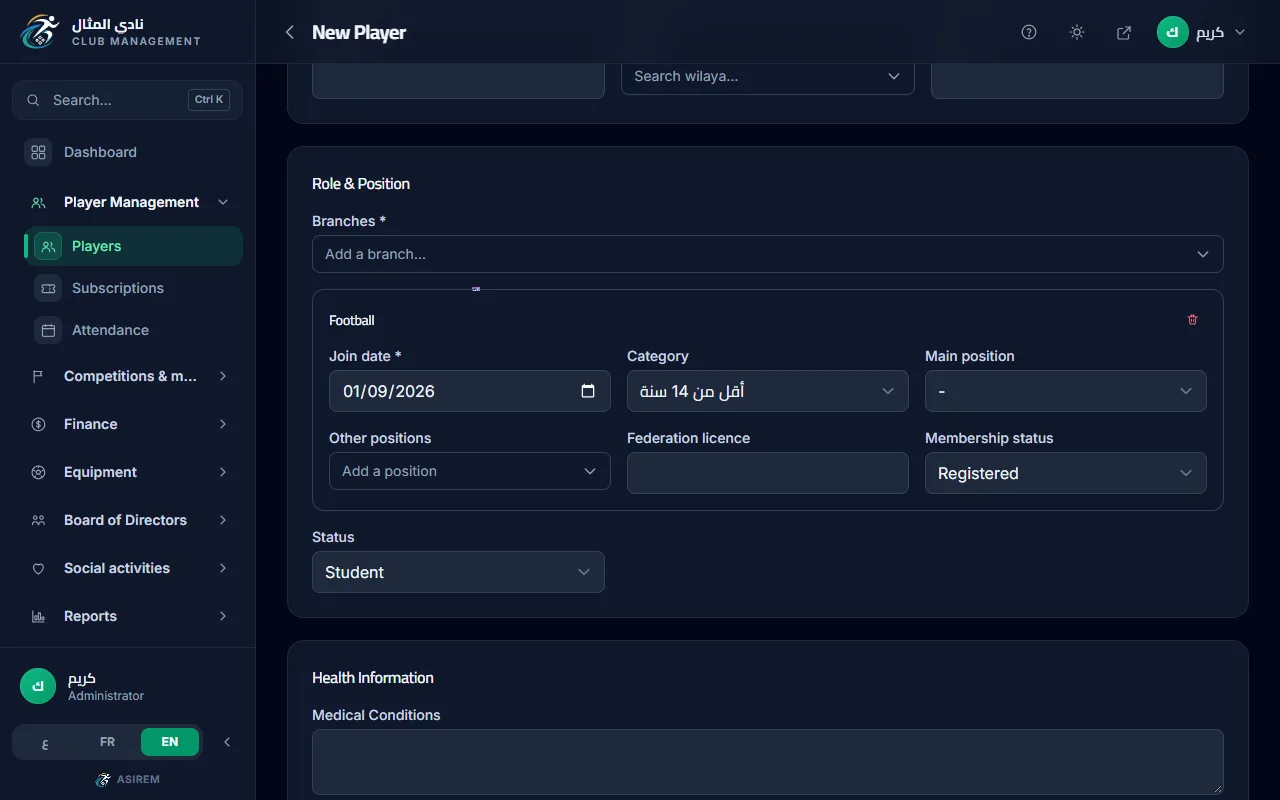 نادي المثال
CLUB MANAGEMENT
New Player
كريم
ك
Search...
Ctrl K
Search wilaya...
Dashboard
Player Management
Players
Subscriptions
Attendance
Competitions & m...
Finance
Equipment
Board of Directors
Social activities
Reports
Role & Position
Branches *
Add a branch...
Football
Join date *
Category
Main position
01/09/2026
أقل من 14 سنة
-
Other positions
Federation licence
Membership status
Add a position
Registered
Status
Student
Health Information
Medical Conditions
ك
كريم
Administrator
ع
FR
EN
ASIREM